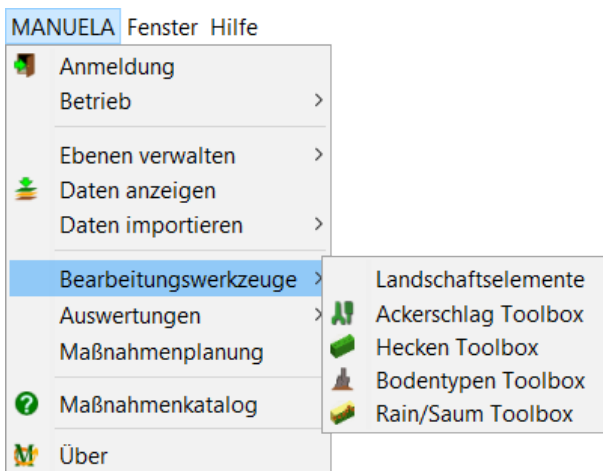 MANUELA Fenster Hilfe
Anmeldung
Betrieb
Ebenen verwalten
Daten anzeigen
Daten importieren
Bearbeitungswerkzeuge
Auswertungen
Maßnahmenplanung
Maßnahmenkatalog
Über
Landschaftselemente
Ackerschlag Toolbox
Hecken Toolbox
Bodentypen Toolbox
Rain/Saum Toolbox